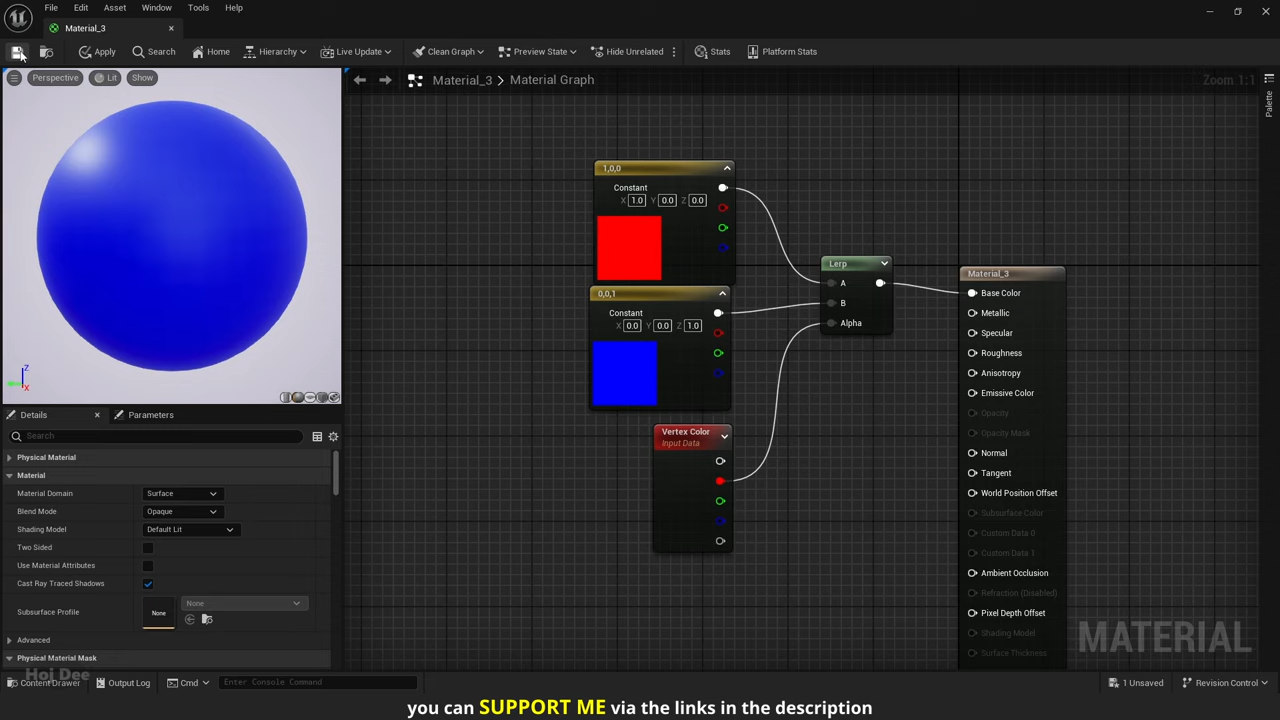 File Edit Asset Window Tools Help
Material_3
Apply Search Home Hierarchy Live Update Clean Graph Preview State Hide Unrelated Stats Platform Stats
Perspective Lit Show
Material_3 > Material Graph Zoom 1:1
Palette
1,0,0
Constant
X 1.0 Y 0.0 Z 0.0
0,0,1
Constant
X 0.0 Y 0.0 Z 1.0
Vertex Color
Input Data
Lerp
A
B
Alpha
Material_3
Base Color
Metallic
Specular
Roughness
Anisotropy
Emissive Color
Opacity
Opacity Mask
Normal
Tangent
World Position Offset
Subsurface Color
Custom Data 0
Custom Data 1
Ambient Occlusion
Refraction (Disabled)
Pixel Depth Offset
Shading Model
Surface Thickness
MATERIAL
Z
X
Details Parameters
Search
Physical Material
Material
Material Domain Surface
Blend Mode Opaque
Shading Model Default Lit
Two Sided
Use Material Attributes
Cast Ray Traced Shadows
Subsurface Profile None None
Advanced
Physical Material Mask
Hoj Dee
Content Drawer Output Log Cmd Enter Console Command 1 Unsaved Revision Control
you can SUPPORT ME via the links in the description